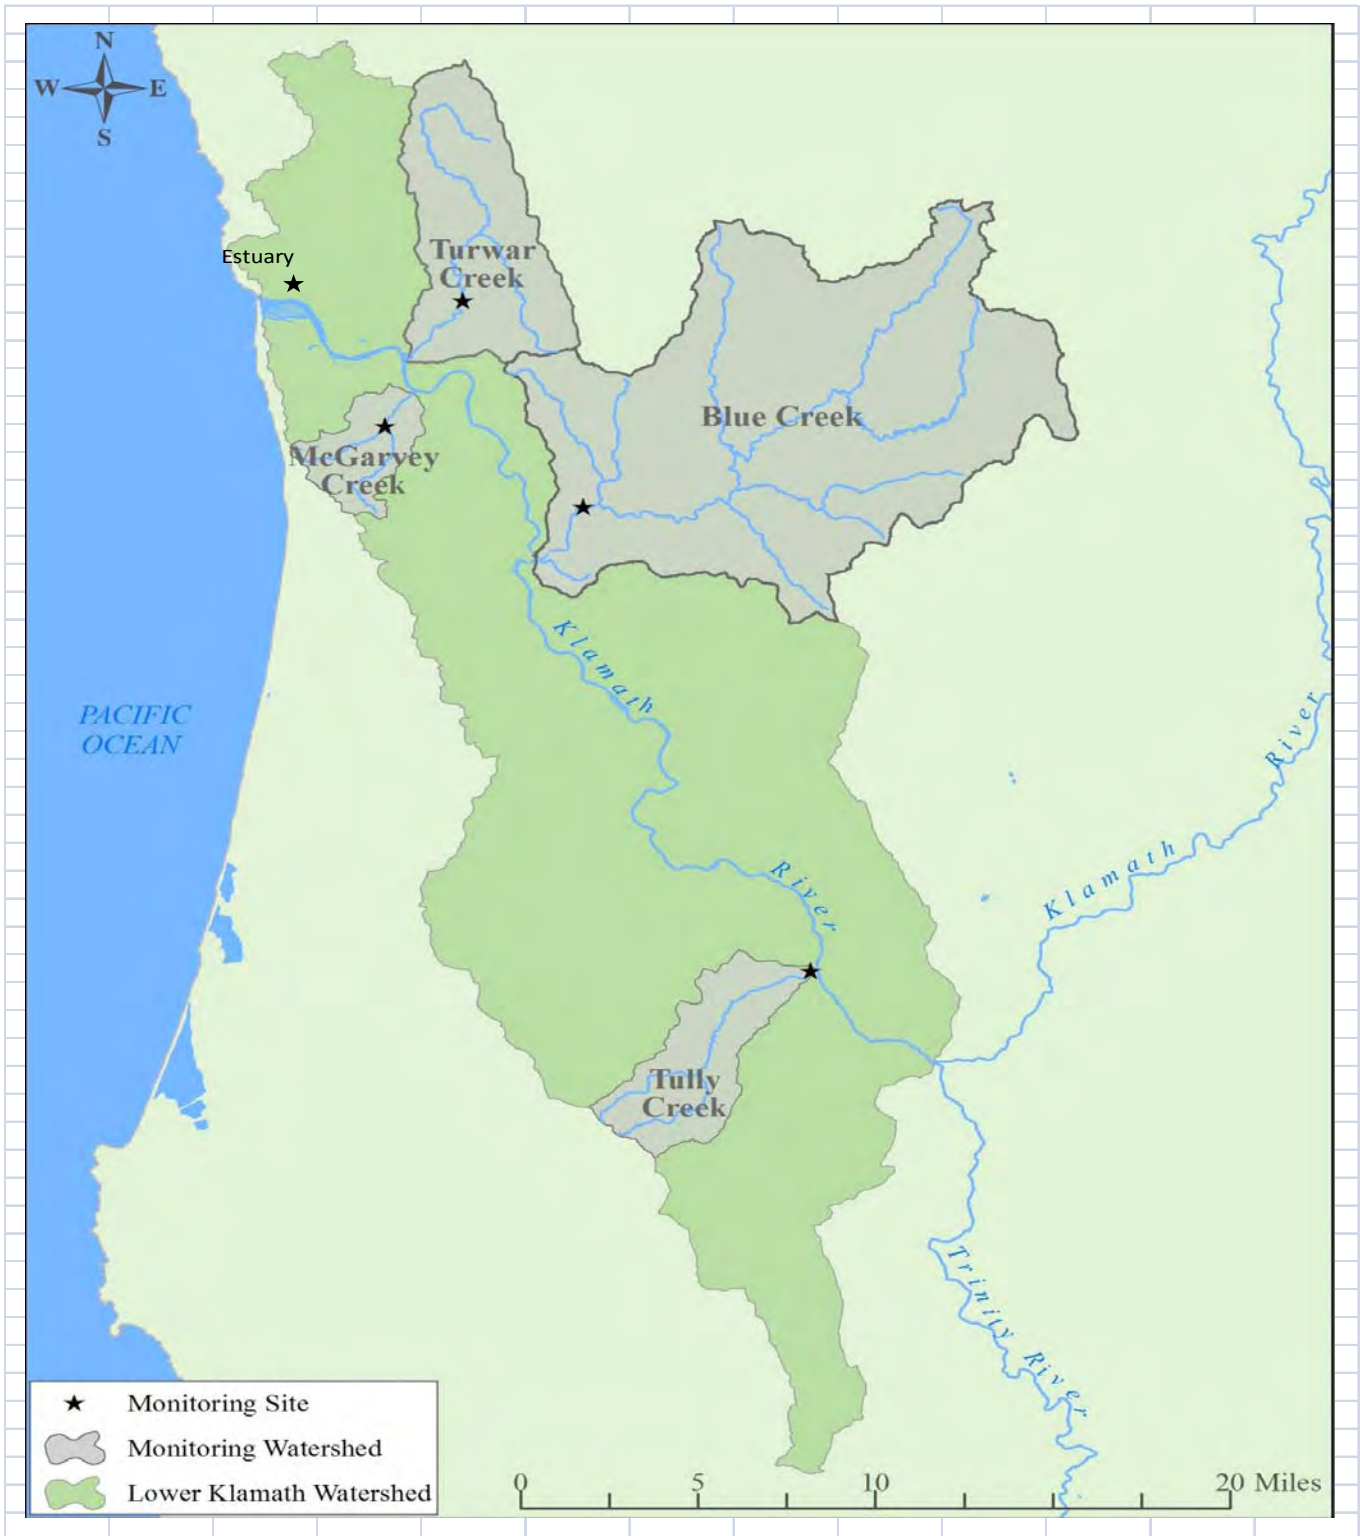 N
W E
S
Estuary
Turwar
Creek
Blue Creek
McGarvey
Creek
Klamath
PACIFIC
OCEAN
River
River
Klamath
Tully
Creek
Trinity River
Monitoring Site
Monitoring Watershed
Lower Klamath Watershed
0 5 10 20 Miles